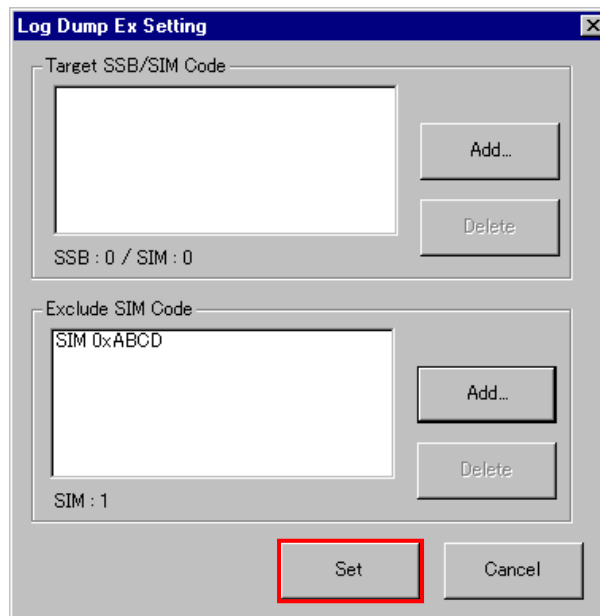 Log Dump Ex Setting
Target SSB/SIM Code
Add...
Delete
SSB : 0 / SIM : 0
Exclude SIM Code
SIM 0xABCD
Add...
Delete
SIM : 1
Set
Cancel